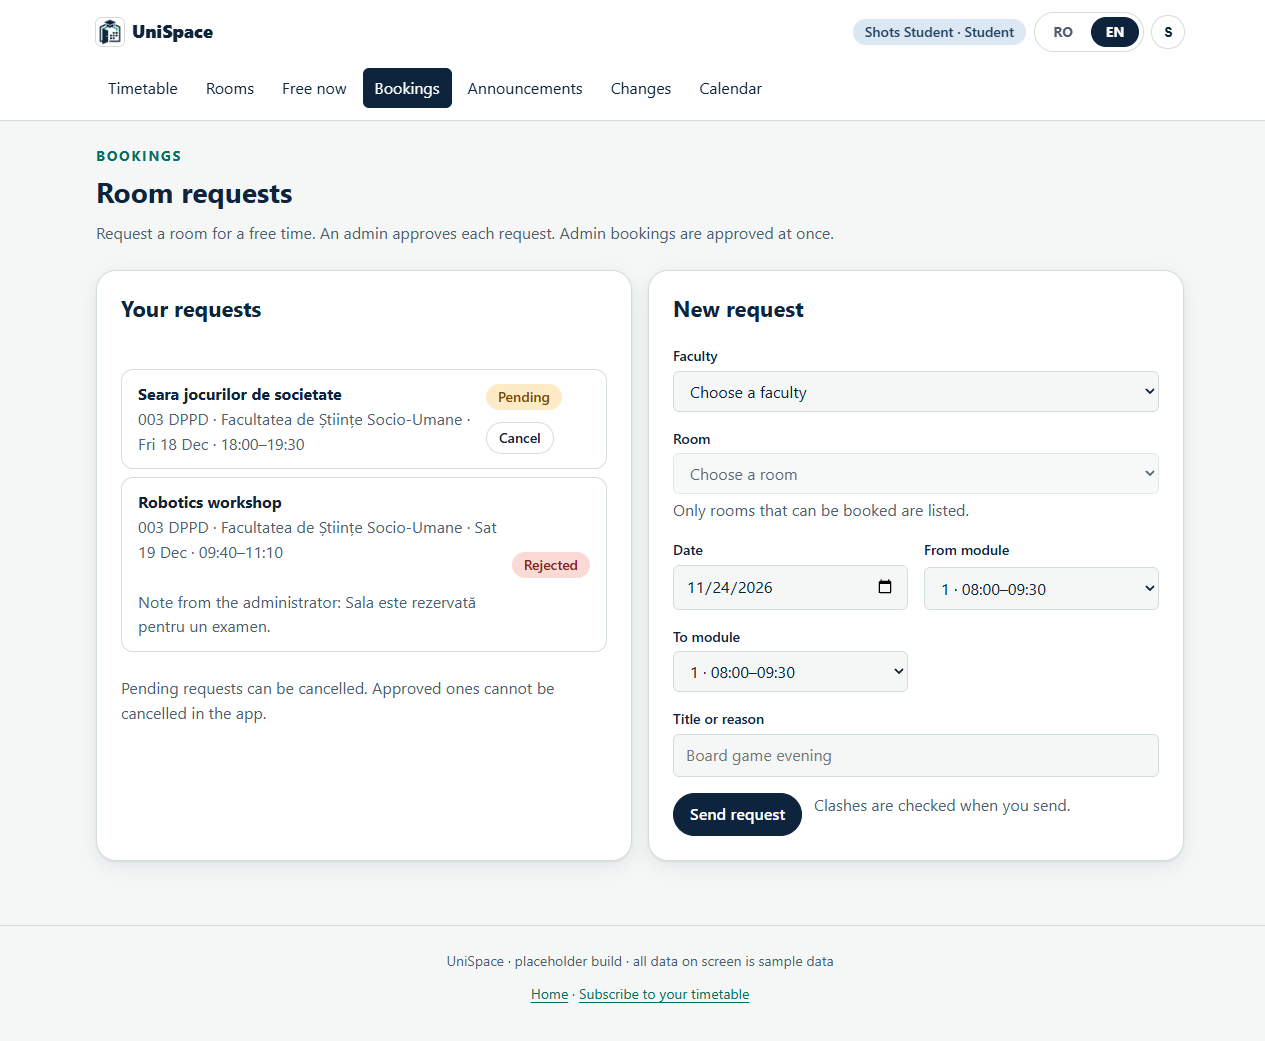 UniSpace
Shots Student · Student
RO
EN
S
Timetable
Rooms
Free now
Bookings
Announcements
Changes
Calendar
BOOKINGS
Room requests
Request a room for a free time. An admin approves each request. Admin bookings are approved at once.
Your requests
Seara jocurilor de societate
003 DPPD · Facultatea de Științe Socio-Umane ·
Fri 18 Dec · 18:00–19:30
Pending
Cancel
Robotics workshop
003 DPPD · Facultatea de Științe Socio-Umane · Sat
19 Dec · 09:40–11:10
Rejected
Note from the administrator: Sala este rezervată
pentru un examen.
Pending requests can be cancelled. Approved ones cannot be
cancelled in the app.
New request
Faculty
Choose a faculty
Room
Choose a room
Only rooms that can be booked are listed.
Date
11/24/2026
From module
1 · 08:00–09:30
To module
1 · 08:00–09:30
Title or reason
Board game evening
Send request
Clashes are checked when you send.
UniSpace · placeholder build · all data on screen is sample data
Home · Subscribe to your timetable